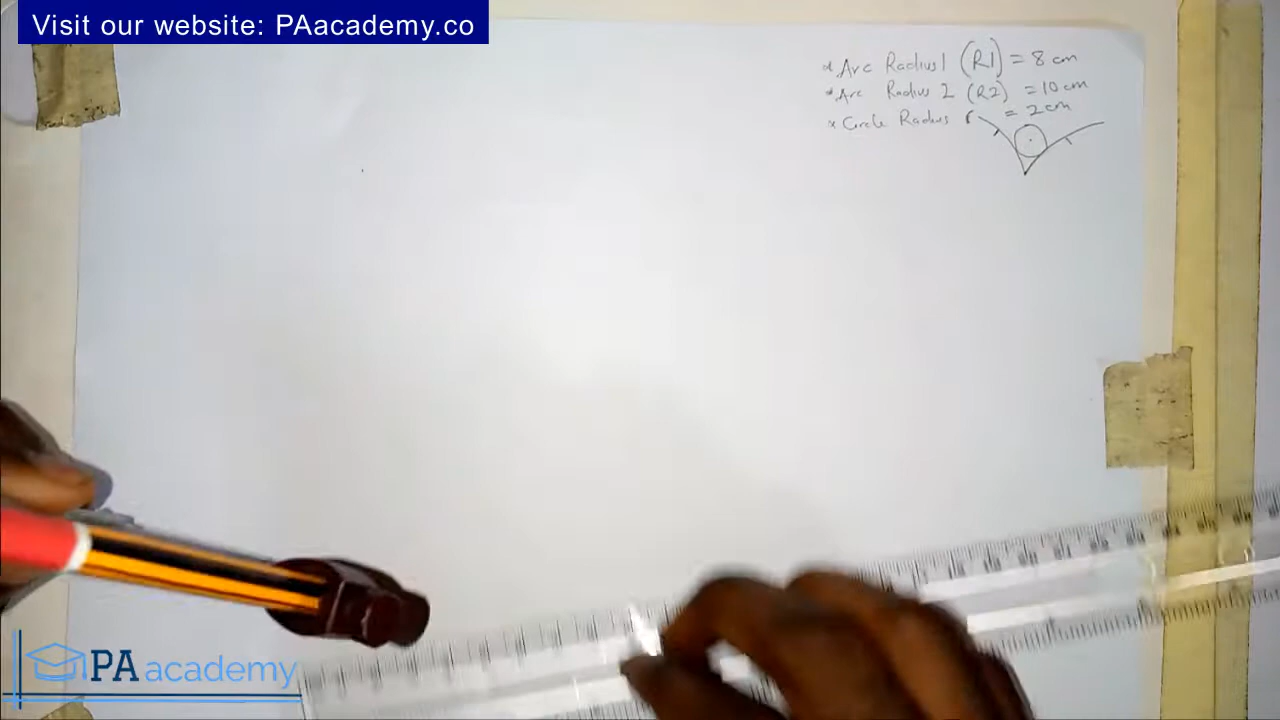 Visit our website: PAacademy.co
* Arc Radius 1 (R1) = 8 cm
* Arc Radius 2 (R2) = 10 cm
* Circle Radius r = 2 cm
PA academy